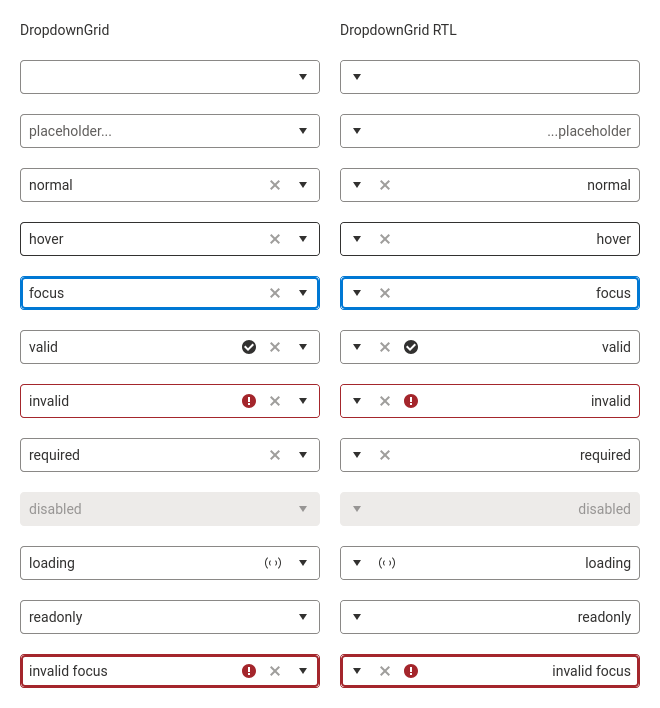 DropdownGrid
DropdownGrid RTL
placeholder...
...placeholder
normal
normal
hover
hover
focus
focus
valid
valid
invalid
invalid
required
required
disabled
disabled
loading
loading
readonly
readonly
invalid focus
invalid focus